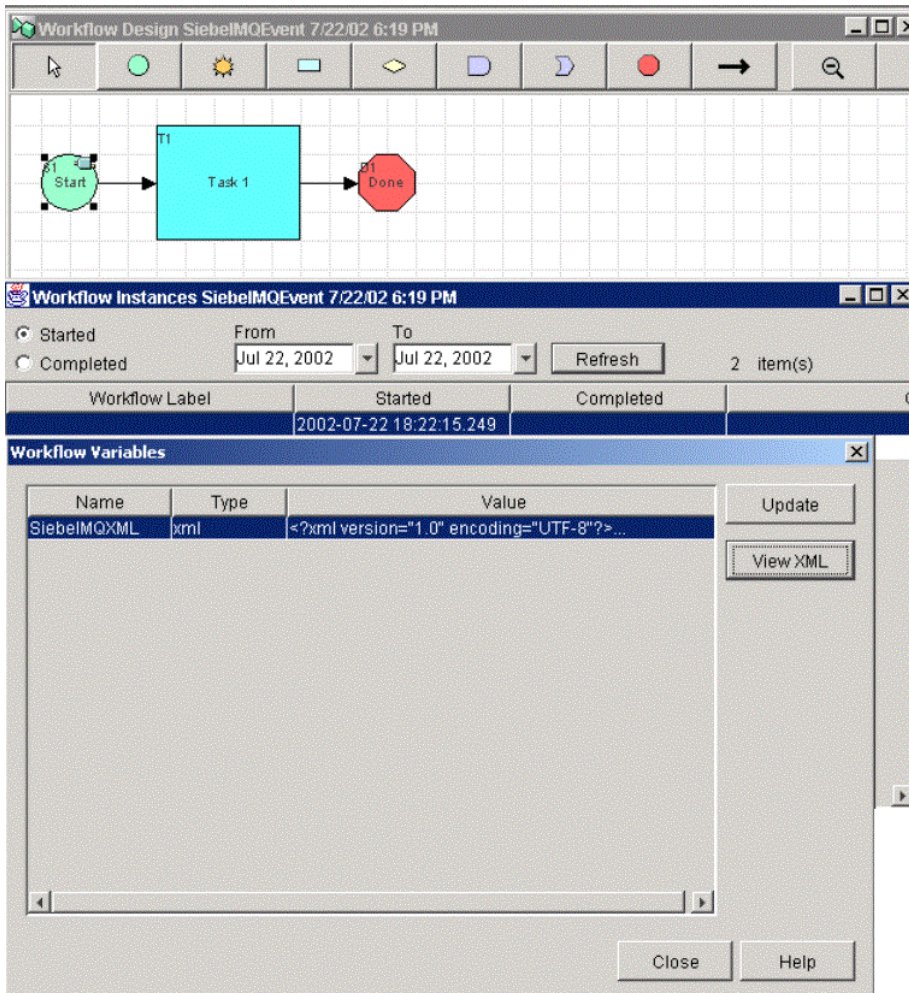 Workflow Design SiebelMQEvent 7/22/02 6:19 PM
S1
Start
T1
Task 1
D1
Done
Workflow Instances SiebelMQEvent 7/22/02 6:19 PM
Started
Completed
From
Jul 22, 2002
To
Jul 22, 2002
Refresh
2 item(s)
Workflow Label Started Completed
2002-07-22 18:22:15.249
Workflow Variables
Name Type Value
SiebelMQXML xml <?xml version="1.0" encoding="UTF-8"?>...
Update
View XML
Close Help